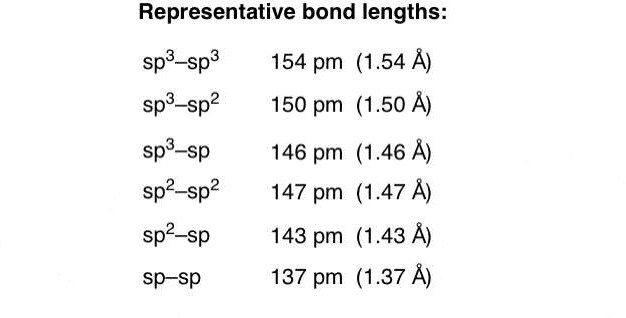 Representative bond lengths:
sp³–sp³ 154 pm (1.54 Å)
sp³–sp² 150 pm (1.50 Å)
sp³–sp 146 pm (1.46 Å)
sp²–sp² 147 pm (1.47 Å)
sp²–sp 143 pm (1.43 Å)
sp–sp 137 pm (1.37 Å)